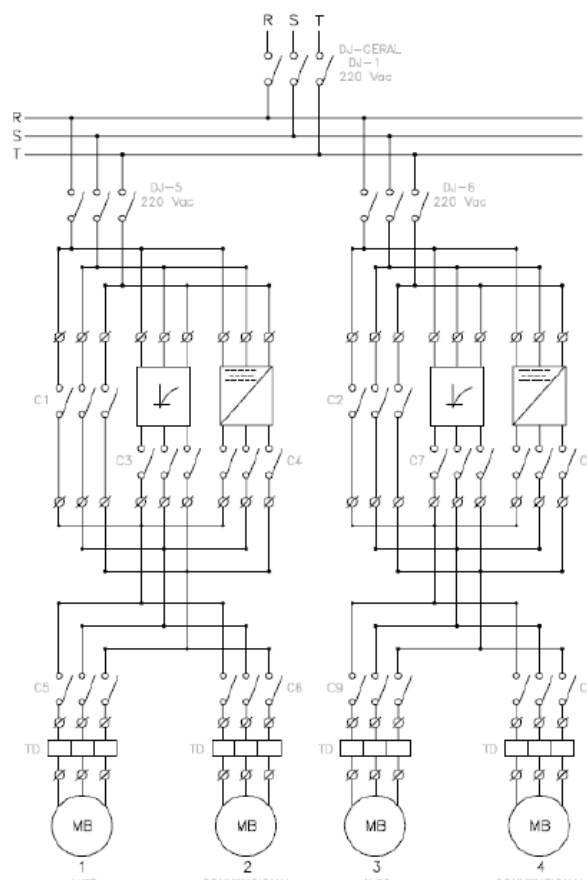 R S T
DJ-GERAL
DJ-1
220 Vac
R
S
T
DJ-5
220 Vac
DJ-6
220 Vac
C1
C2
C3
C4
C7
C
C5
C6
C9
C
TD
TD
TD
TD
MB
MB
MB
MB
1
2
3
4